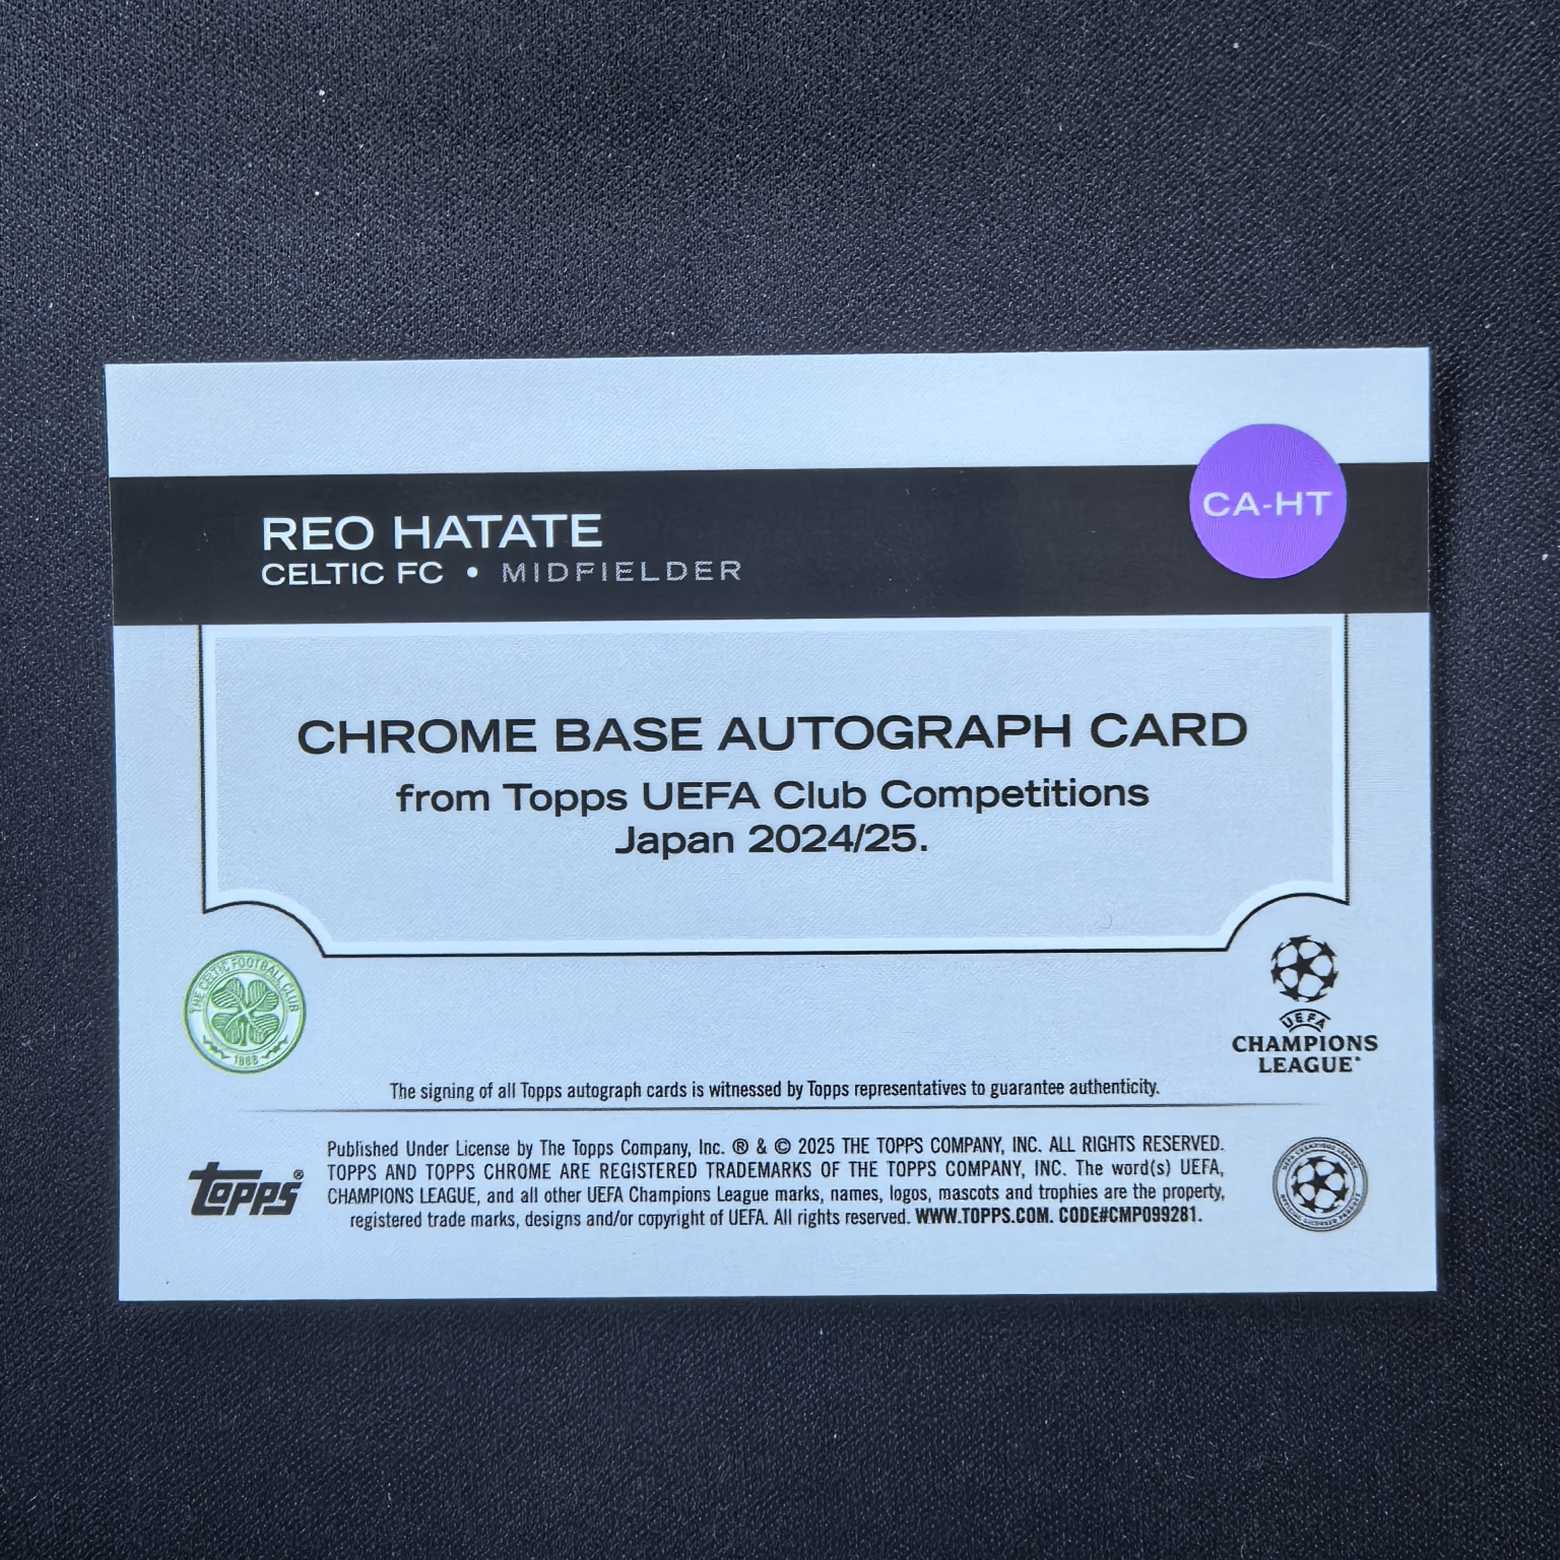 REO HATATE
CELTIC FC • MIDFIELDER
CA-HT
CHROME BASE AUTOGRAPH CARD
from Topps UEFA Club Competitions
Japan 2024/25.
THE CELTIC FOOTBALL CLUB
1888
UEFA
CHAMPIONS
LEAGUE®
The signing of all Topps autograph cards is witnessed by Topps representatives to guarantee authenticity.
Topps®
Published Under License by The Topps Company, Inc. ® & © 2025 THE TOPPS COMPANY, INC. ALL RIGHTS RESERVED.
TOPPS AND TOPPS CHROME ARE REGISTERED TRADEMARKS OF THE TOPPS COMPANY, INC. The word(s) UEFA,
CHAMPIONS LEAGUE, and all other UEFA Champions League marks, names, logos, mascots and trophies are the property,
registered trade marks, designs and/or copyright of UEFA. All rights reserved. WWW.TOPPS.COM. CODE#CMP099281.